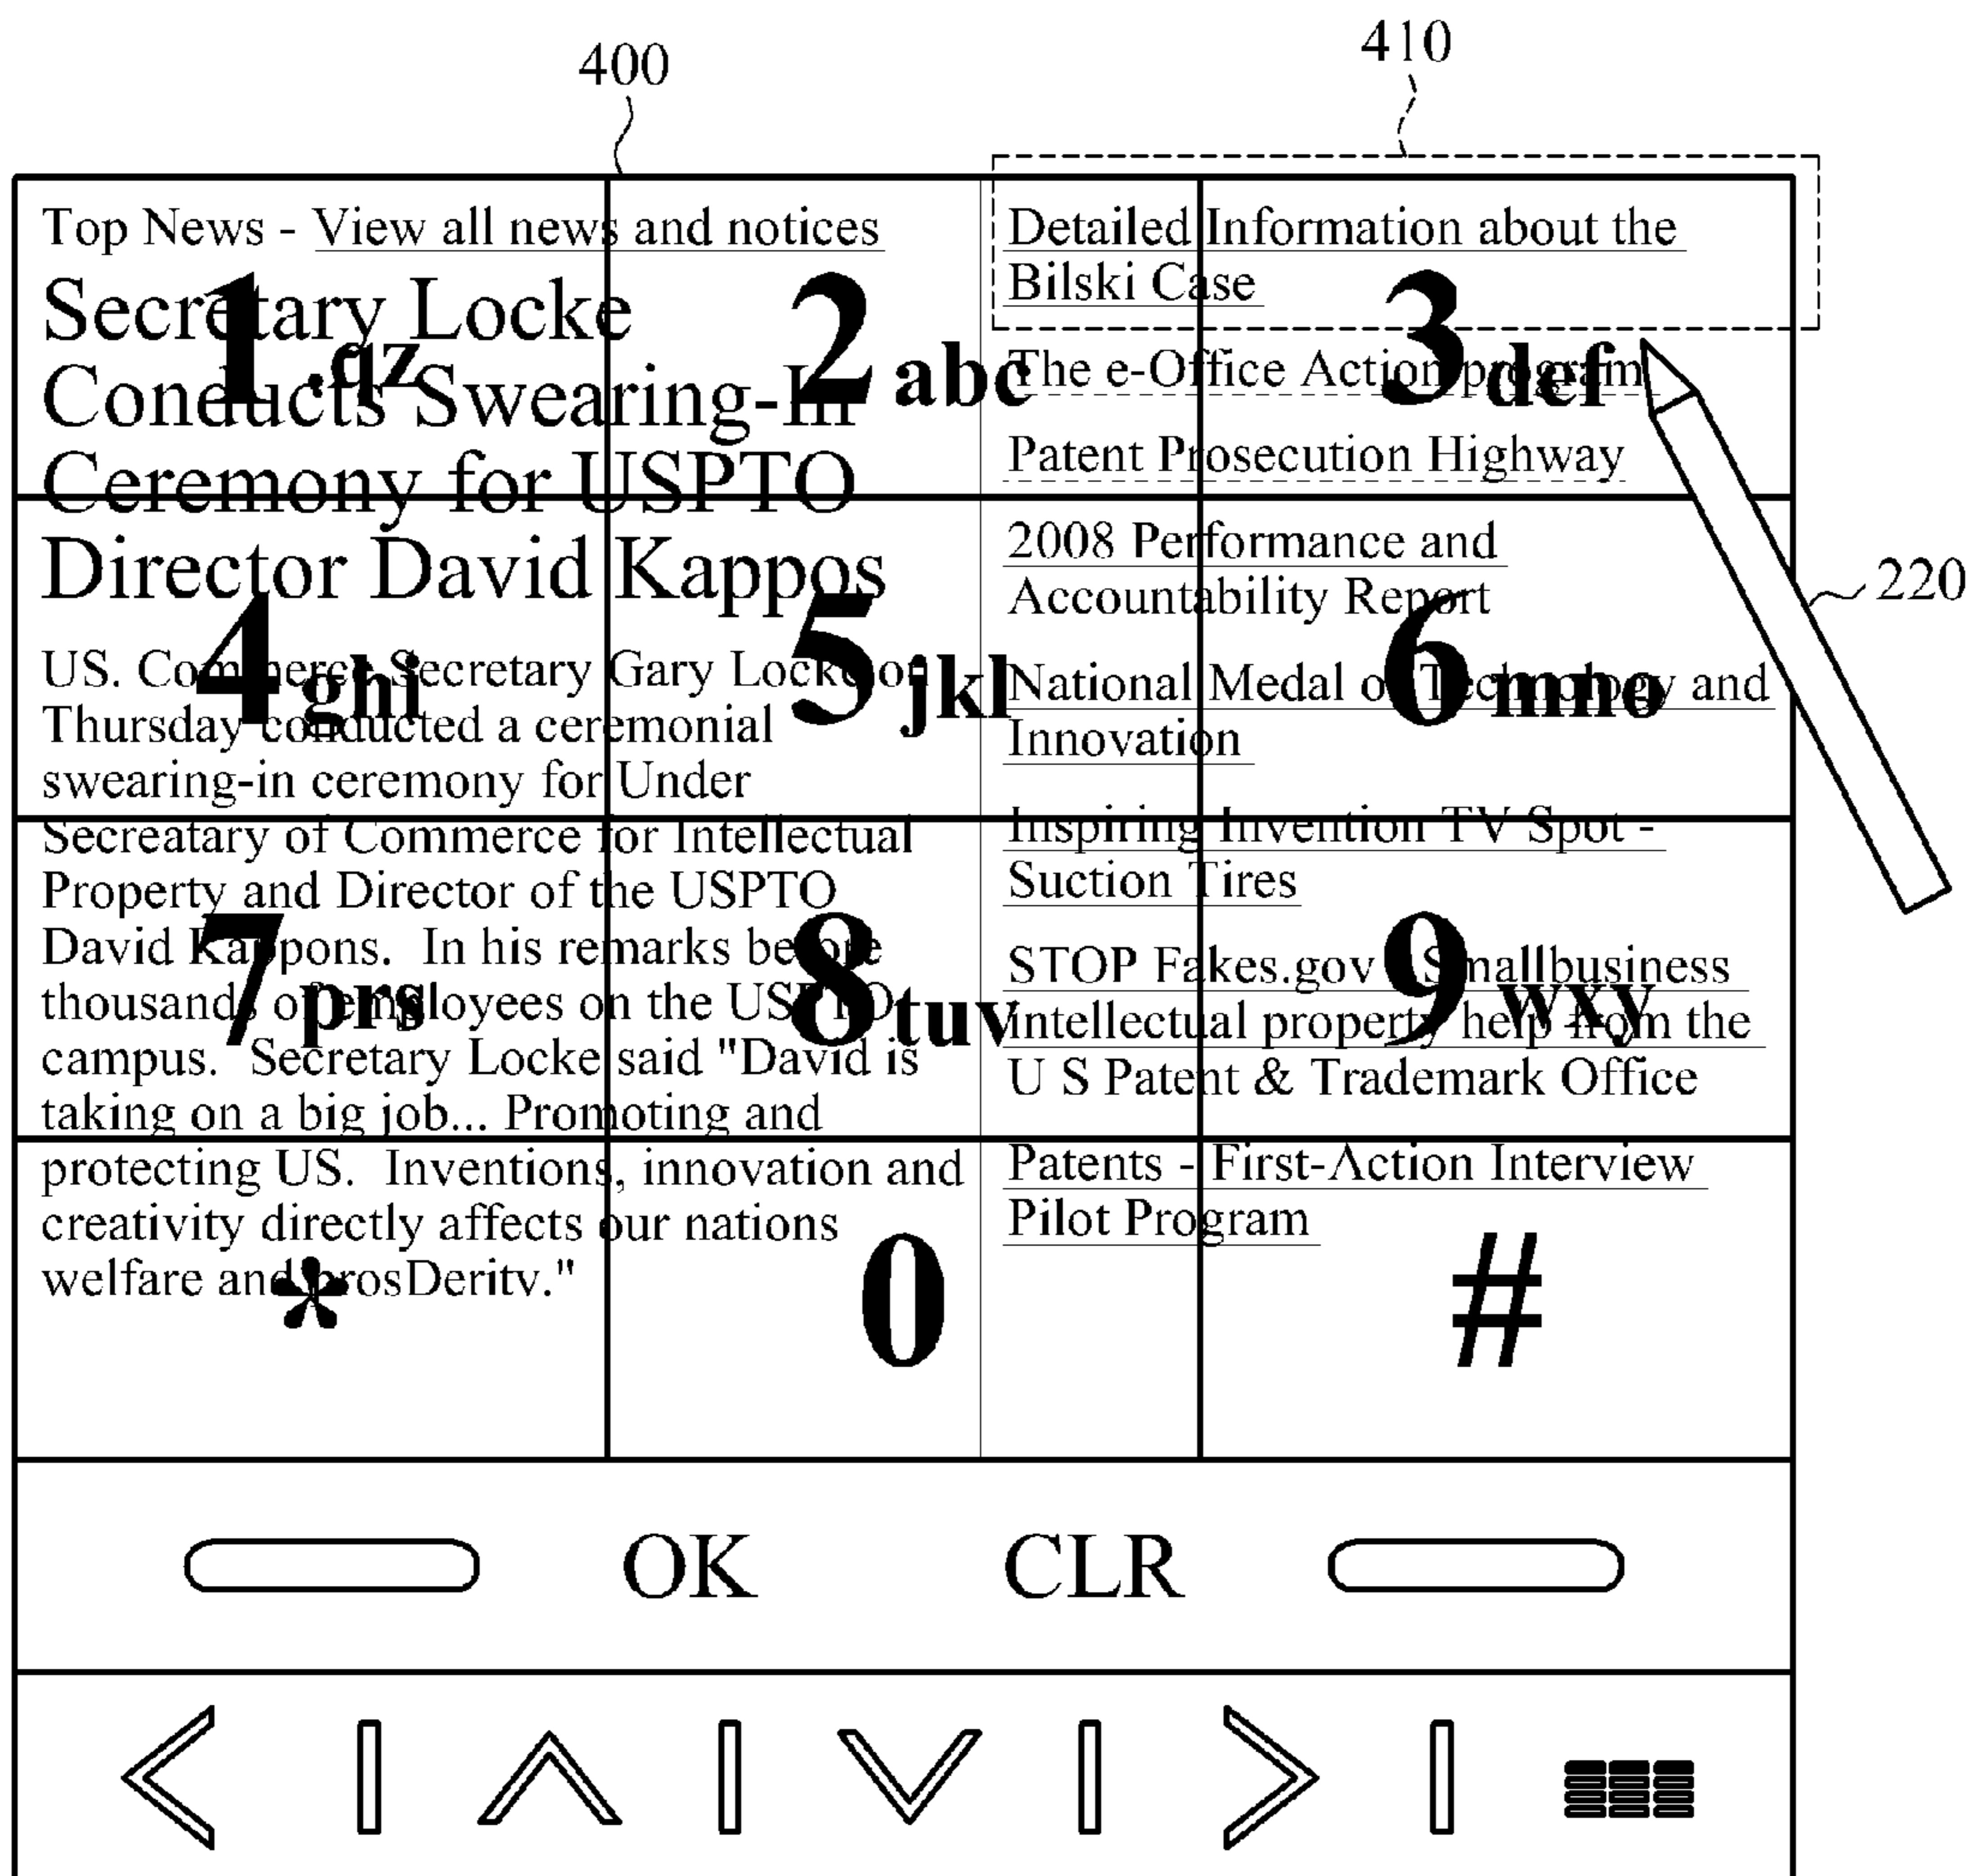 400
410
Top News - View all news and notices
Secretary Locke
Conducts Swearing-In
Ceremony for USPTO
Director David Kappos
US. Commerce Secretary Gary Locke on
Thursday conducted a ceremonial
swearing-in ceremony for Under
Secreatary of Commerce for Intellectual
Property and Director of the USPTO
David Kappons. In his remarks before
thousands of employees on the USPTO
campus. Secretary Locke said "David is
taking on a big job... Promoting and
protecting US. Inventions, innovation and
creativity directly affects our nations
welfare and prosDeritv."
Detailed Information about the
Bilski Case
The e-Office Action program
Patent Prosecution Highway
2008 Performance and
Accountability Report
National Medal of Technology and
Innovation
Inspiring Invention TV Spot -
Suction Tires
STOP Fakes.gov Smallbusiness
intellectual property help from the
U S Patent & Trademark Office
Patents - First-Action Interview
Pilot Program
220
1 .qz
2 abc
3 def
4 ghi
5 jkl
6 mno
7 prs
8 tuv
9 wxy
*
0
#
OK
CLR